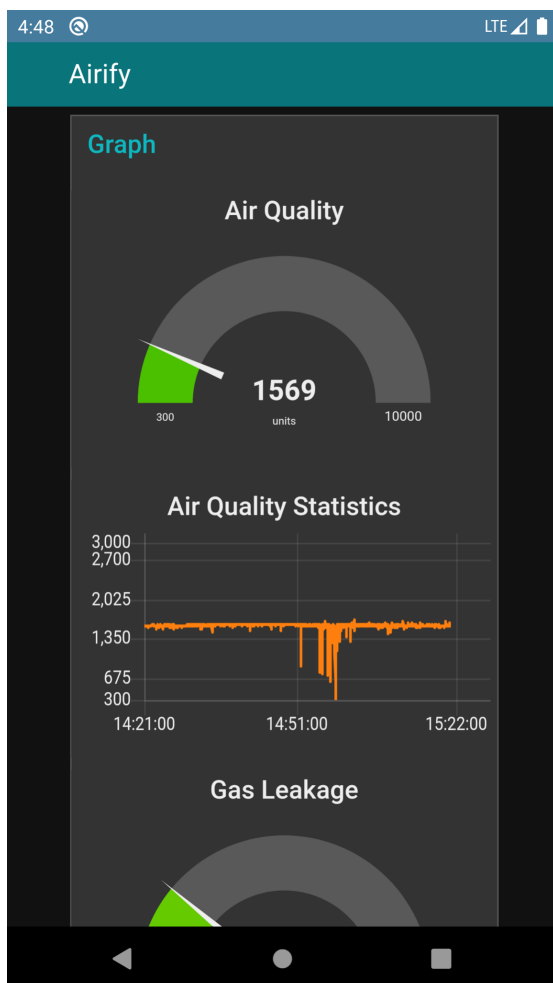 4:48 LTE
Airify
Graph
Air Quality
1569
300 units 10000
Air Quality Statistics
3,000
2,700
2,025
1,350
675
300
14:21:00 14:51:00 15:22:00
Gas Leakage